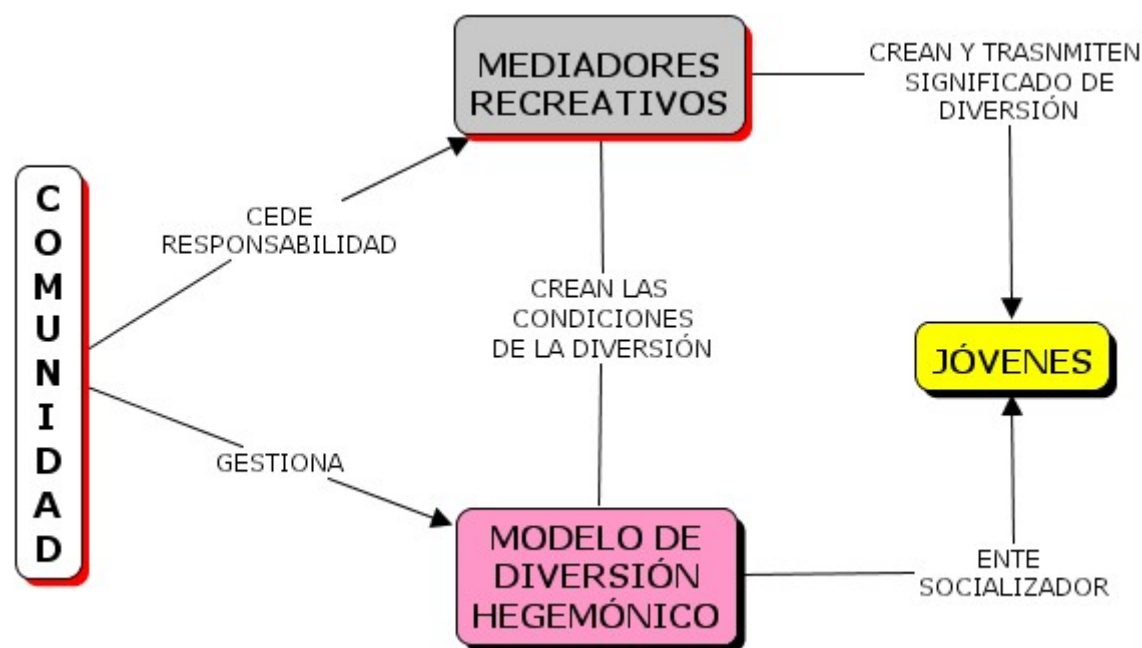 COMUNIDAD
MEDIADORES
RECREATIVOS
CREAN Y TRASNMITEN
SIGNIFICADO DE
DIVERSIÓN
CEDE
RESPONSABILIDAD
CREAN LAS
CONDICIONES
DE LA DIVERSIÓN
JÓVENES
GESTIONA
MODELO DE
DIVERSIÓN
HEGEMÓNICO
ENTE
SOCIALIZADOR